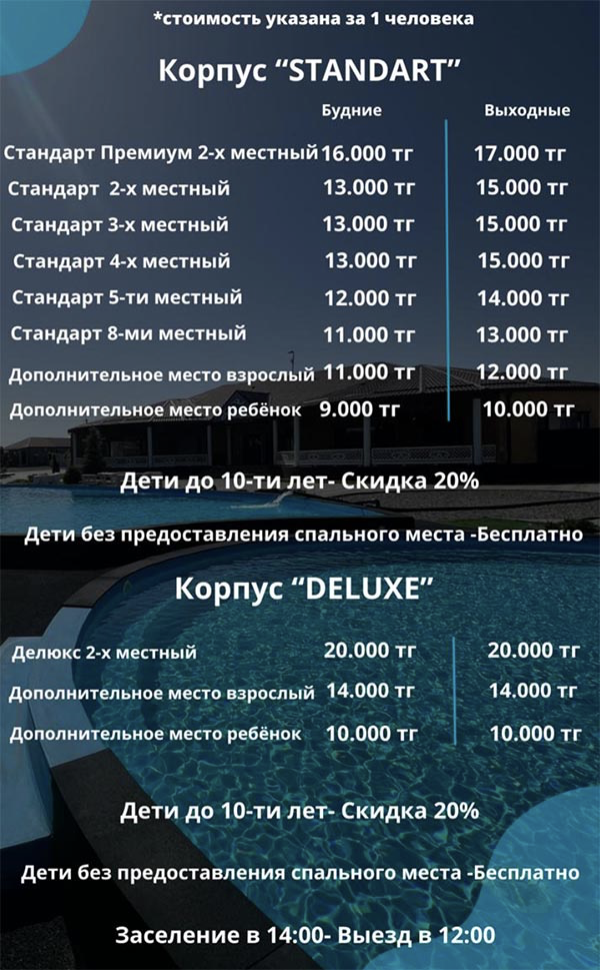 *стоимость указана за 1 человека
Корпус “STANDART”
Будние Выходные
Стандарт Премиум 2-х местный 16.000 тг 17.000 тг
Стандарт 2-х местный 13.000 тг 15.000 тг
Стандарт 3-х местный 13.000 тг 15.000 тг
Стандарт 4-х местный 13.000 тг 15.000 тг
Стандарт 5-ти местный 12.000 тг 14.000 тг
Стандарт 8-ми местный 11.000 тг 13.000 тг
Дополнительное место взрослый 11.000 тг 12.000 тг
Дополнительное место ребёнок 9.000 тг 10.000 тг
Дети до 10-ти лет- Скидка 20%
Дети без предоставления спального места -Бесплатно
Корпус “DELUXE”
Делюкс 2-х местный 20.000 тг 20.000 тг
Дополнительное место взрослый 14.000 тг 14.000 тг
Дополнительное место ребёнок 10.000 тг 10.000 тг
Дети до 10-ти лет- Скидка 20%
Дети без предоставления спального места -Бесплатно
Заселение в 14:00- Выезд в 12:00